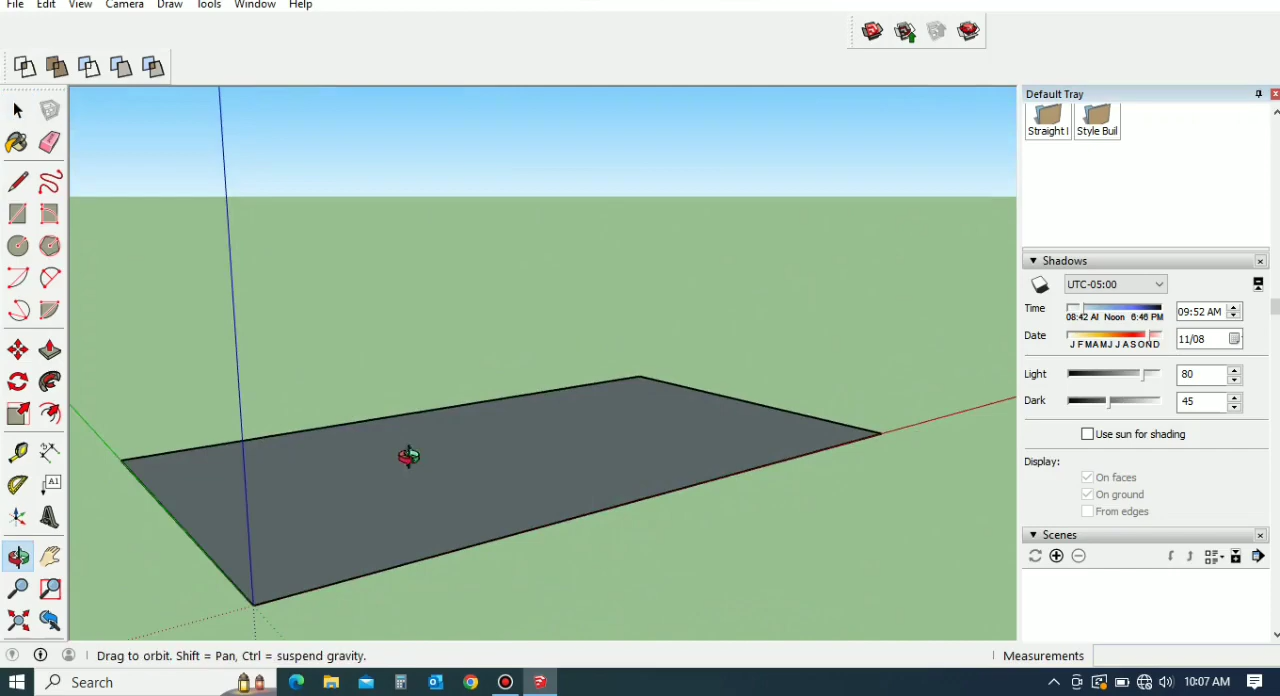 File Edit View Camera Draw Tools Window Help
Default Tray
Straight l Style Buil
Shadows
UTC-05:00
Time 09:52 AM
08:42 Al Noon 6:46 PM
Date 11/08
J F M A M J J A S O N D
Light 80
Dark 45
Use sun for shading
Display:
On faces
On ground
From edges
Scenes
A1
Drag to orbit. Shift = Pan, Ctrl = suspend gravity. Measurements
Search 10:07 AM